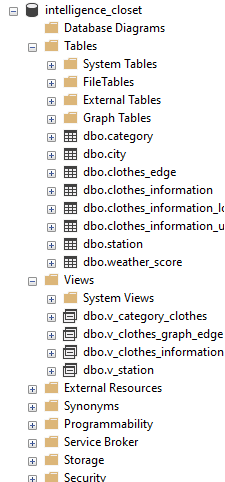 intelligence_closet
Database Diagrams
Tables
System Tables
FileTables
External Tables
Graph Tables
dbo.category
dbo.city
dbo.clothes_edge
dbo.clothes_information
dbo.clothes_information_lo
dbo.clothes_information_u
dbo.station
dbo.weather_score
Views
System Views
dbo.v_category_clothes
dbo.v_clothes_graph_edge
dbo.v_clothes_information
dbo.v_station
External Resources
Synonyms
Programmability
Service Broker
Storage
Security